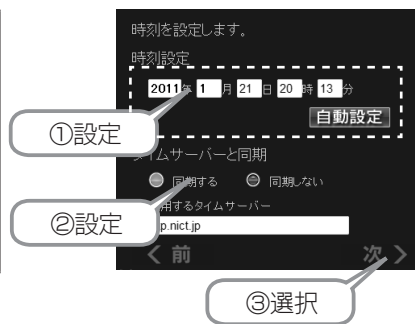 時刻を設定します。
時刻設定
2011年 1 月 21 日 20 時 13 分
自動設定
①設定
イムサーバーと同期
同期する 同期しない
②設定
用するタイムサーバー
p.nict.jp
く前 次 >
③選択